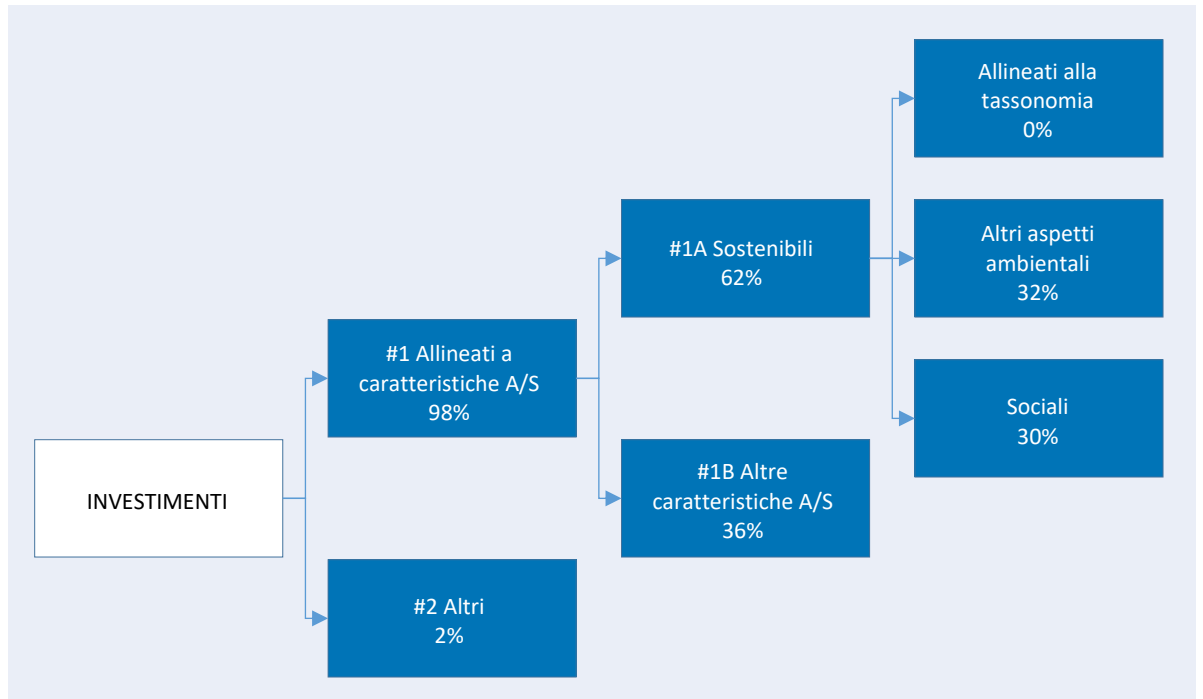 INVESTIMENTI
#1 Allineati a
caratteristiche A/S
98%
#2 Altri
2%
#1A Sostenibili
62%
#1B Altre
caratteristiche A/S
36%
Allineati alla
tassonomia
0%
Altri aspetti
ambientali
32%
Sociali
30%